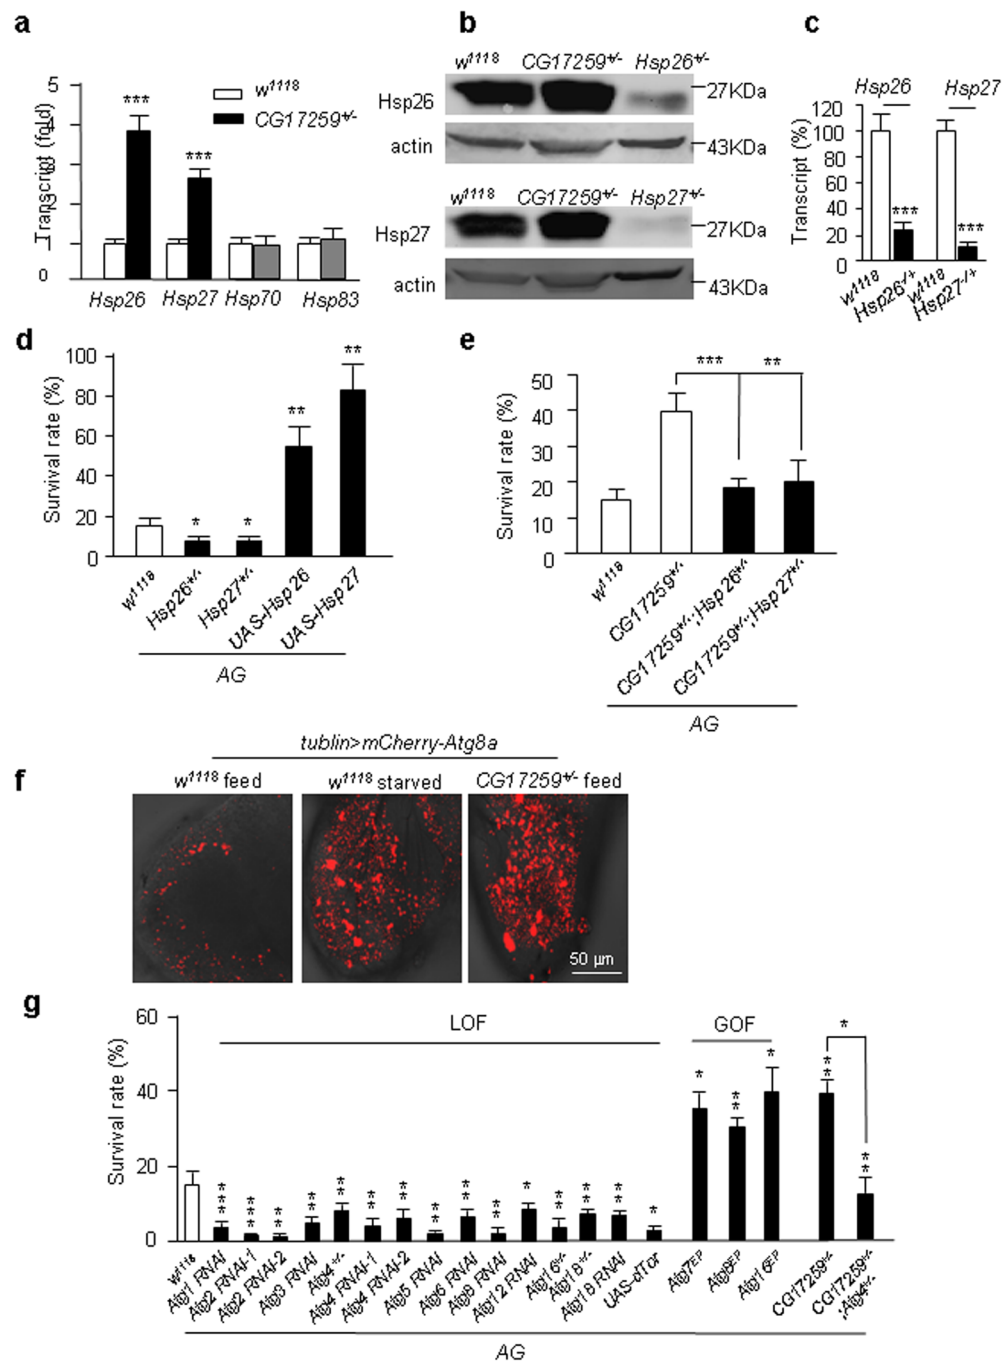 a
Transcript (fold)
5
4
3
2
1
0
w1118
CG17259+/-
***
***
Hsp26
Hsp27
Hsp70
Hsp83
b
w1118
CG17259+/-
Hsp26+/-
Hsp26
27KDa
actin
43KDa
w1118
CG17259+/-
Hsp27+/-
Hsp27
27KDa
actin
43KDa
c
Hsp26
Hsp27
Transcript (%)
120
100
80
60
40
20
0
***
***
w1118
Hsp26-/+
w1118
Hsp27-/+
d
Survival rate (%)
100
80
60
40
20
0
*
*
**
**
w1118
Hsp26+/-
Hsp27+/-
UAS-Hsp26
UAS-Hsp27
AG
e
Survival rate (%)
50
40
30
20
10
0
***
**
w1118
CG17259+/-
CG17259+/-;Hsp26+/-
CG17259+/-;Hsp27+/-
AG
f
tublin>mCherry-Atg8a
w1118 feed
w1118 starved
CG17259+/- feed
50 µm
g
Survival rate (%)
60
40
20
0
LOF
GOF
***
***
**
**
**
**
**
**
**
**
*
**
**
***
*
*
**
*
**
*
**
w1118
Atg1 RNAi
Atg2 RNAi-1
Atg2 RNAi-2
Atg3 RNAi
Atg4+/-
Atg4 RNAi-1
Atg4 RNAi-2
Atg5 RNAi
Atg6 RNAi
Atg8 RNAi
Atg12 RNAi
Atg16+/-
Atg18+/-
Atg18 RNAi
UAS-dTor
Atg7EP
Atg8EP
Atg16EP
CG17259+/-
CG17259+/-
;Atg4+/-
AG